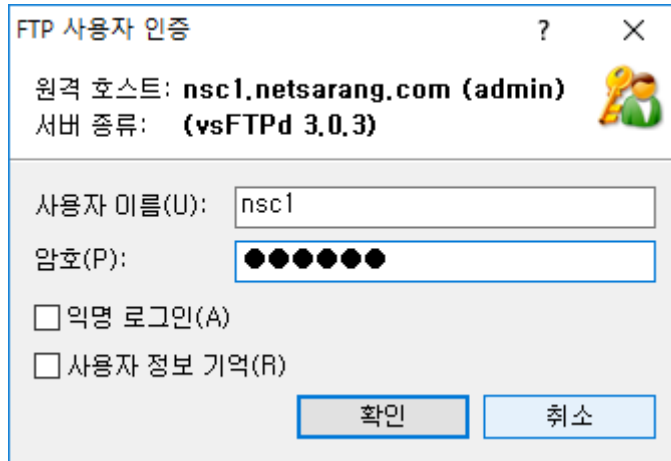 FTP 사용자 인증 ?
원격 호스트: nsc1.netsarang.com (admin)
서버 종류: (vsFTPd 3.0.3)
사용자 이름(U): nsc1
암호(P): ●●●●●●
익명 로그인(A)
사용자 정보 기억(R)
확인 취소